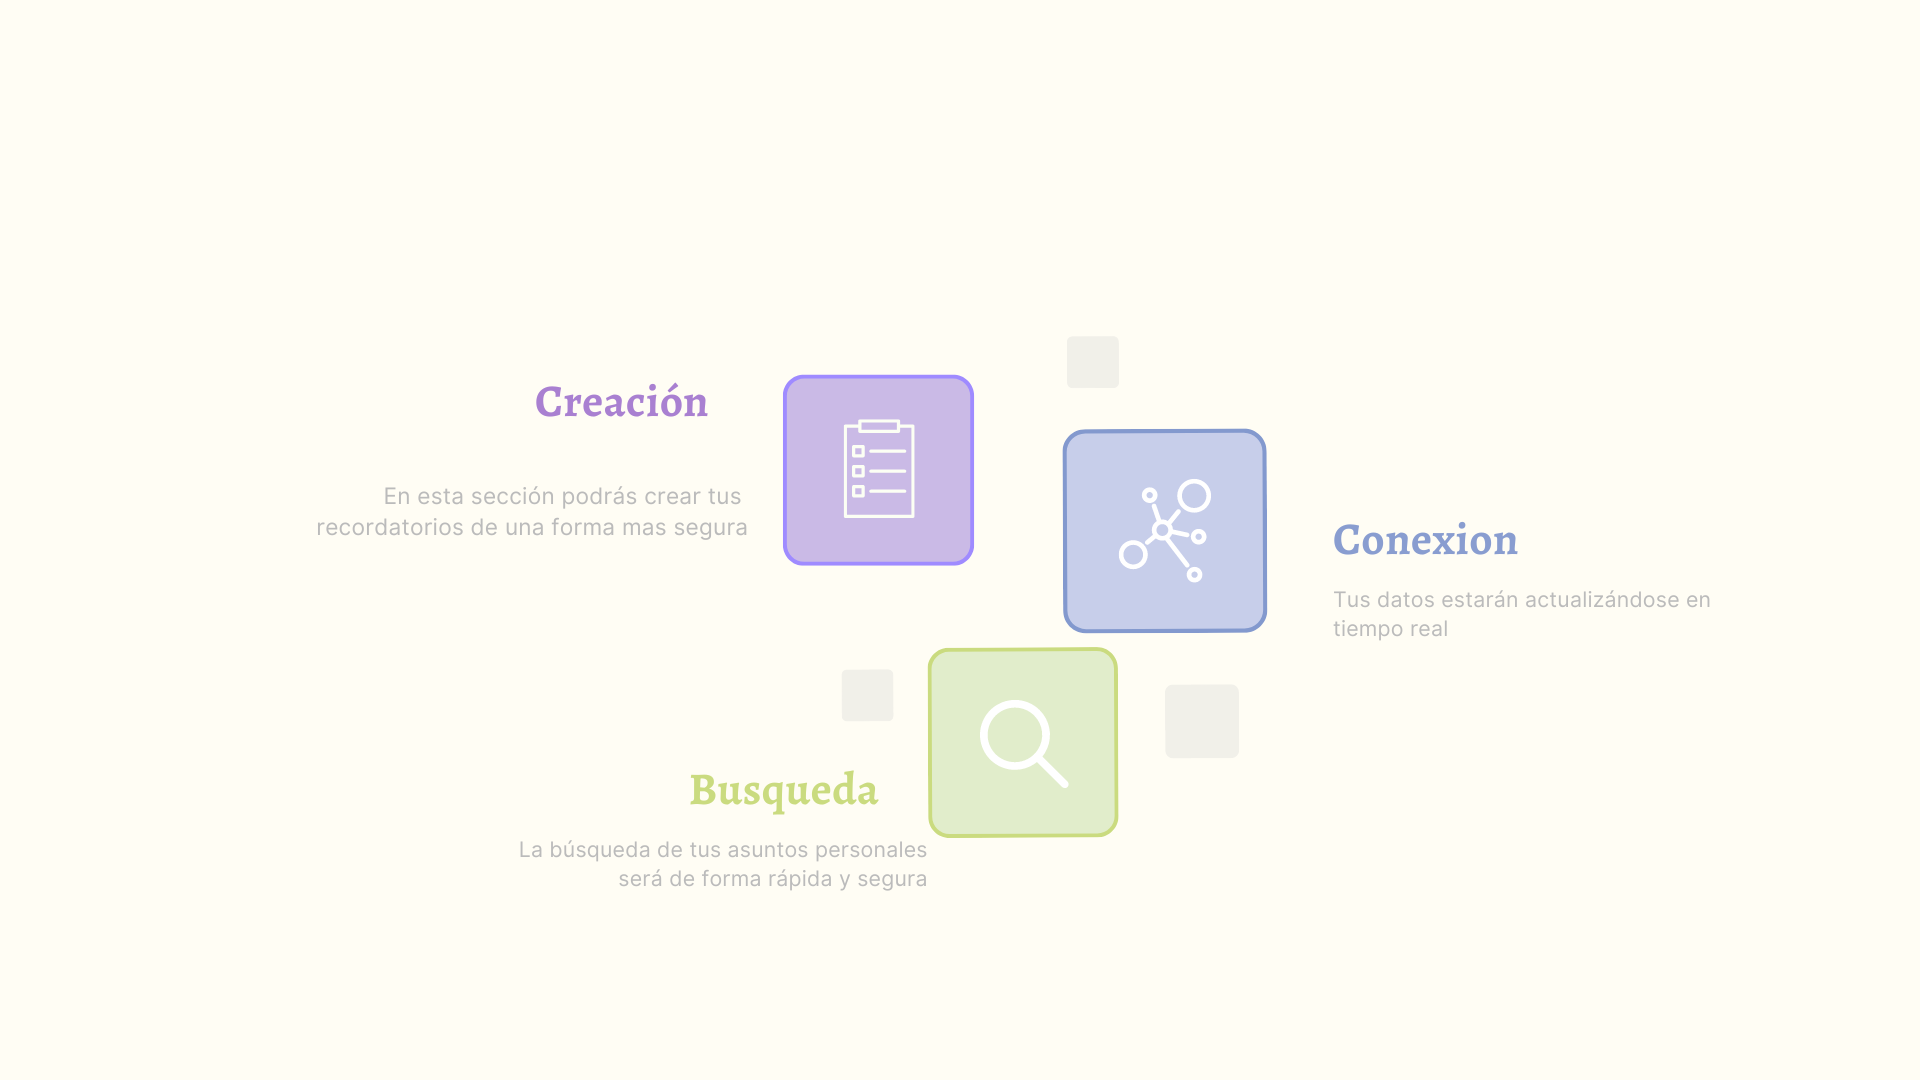 Creación
En esta sección podrás crear tus
recordatorios de una forma mas segura
Conexion
Tus datos estarán actualizándose en
tiempo real
Busqueda
La búsqueda de tus asuntos personales
será de forma rápida y segura